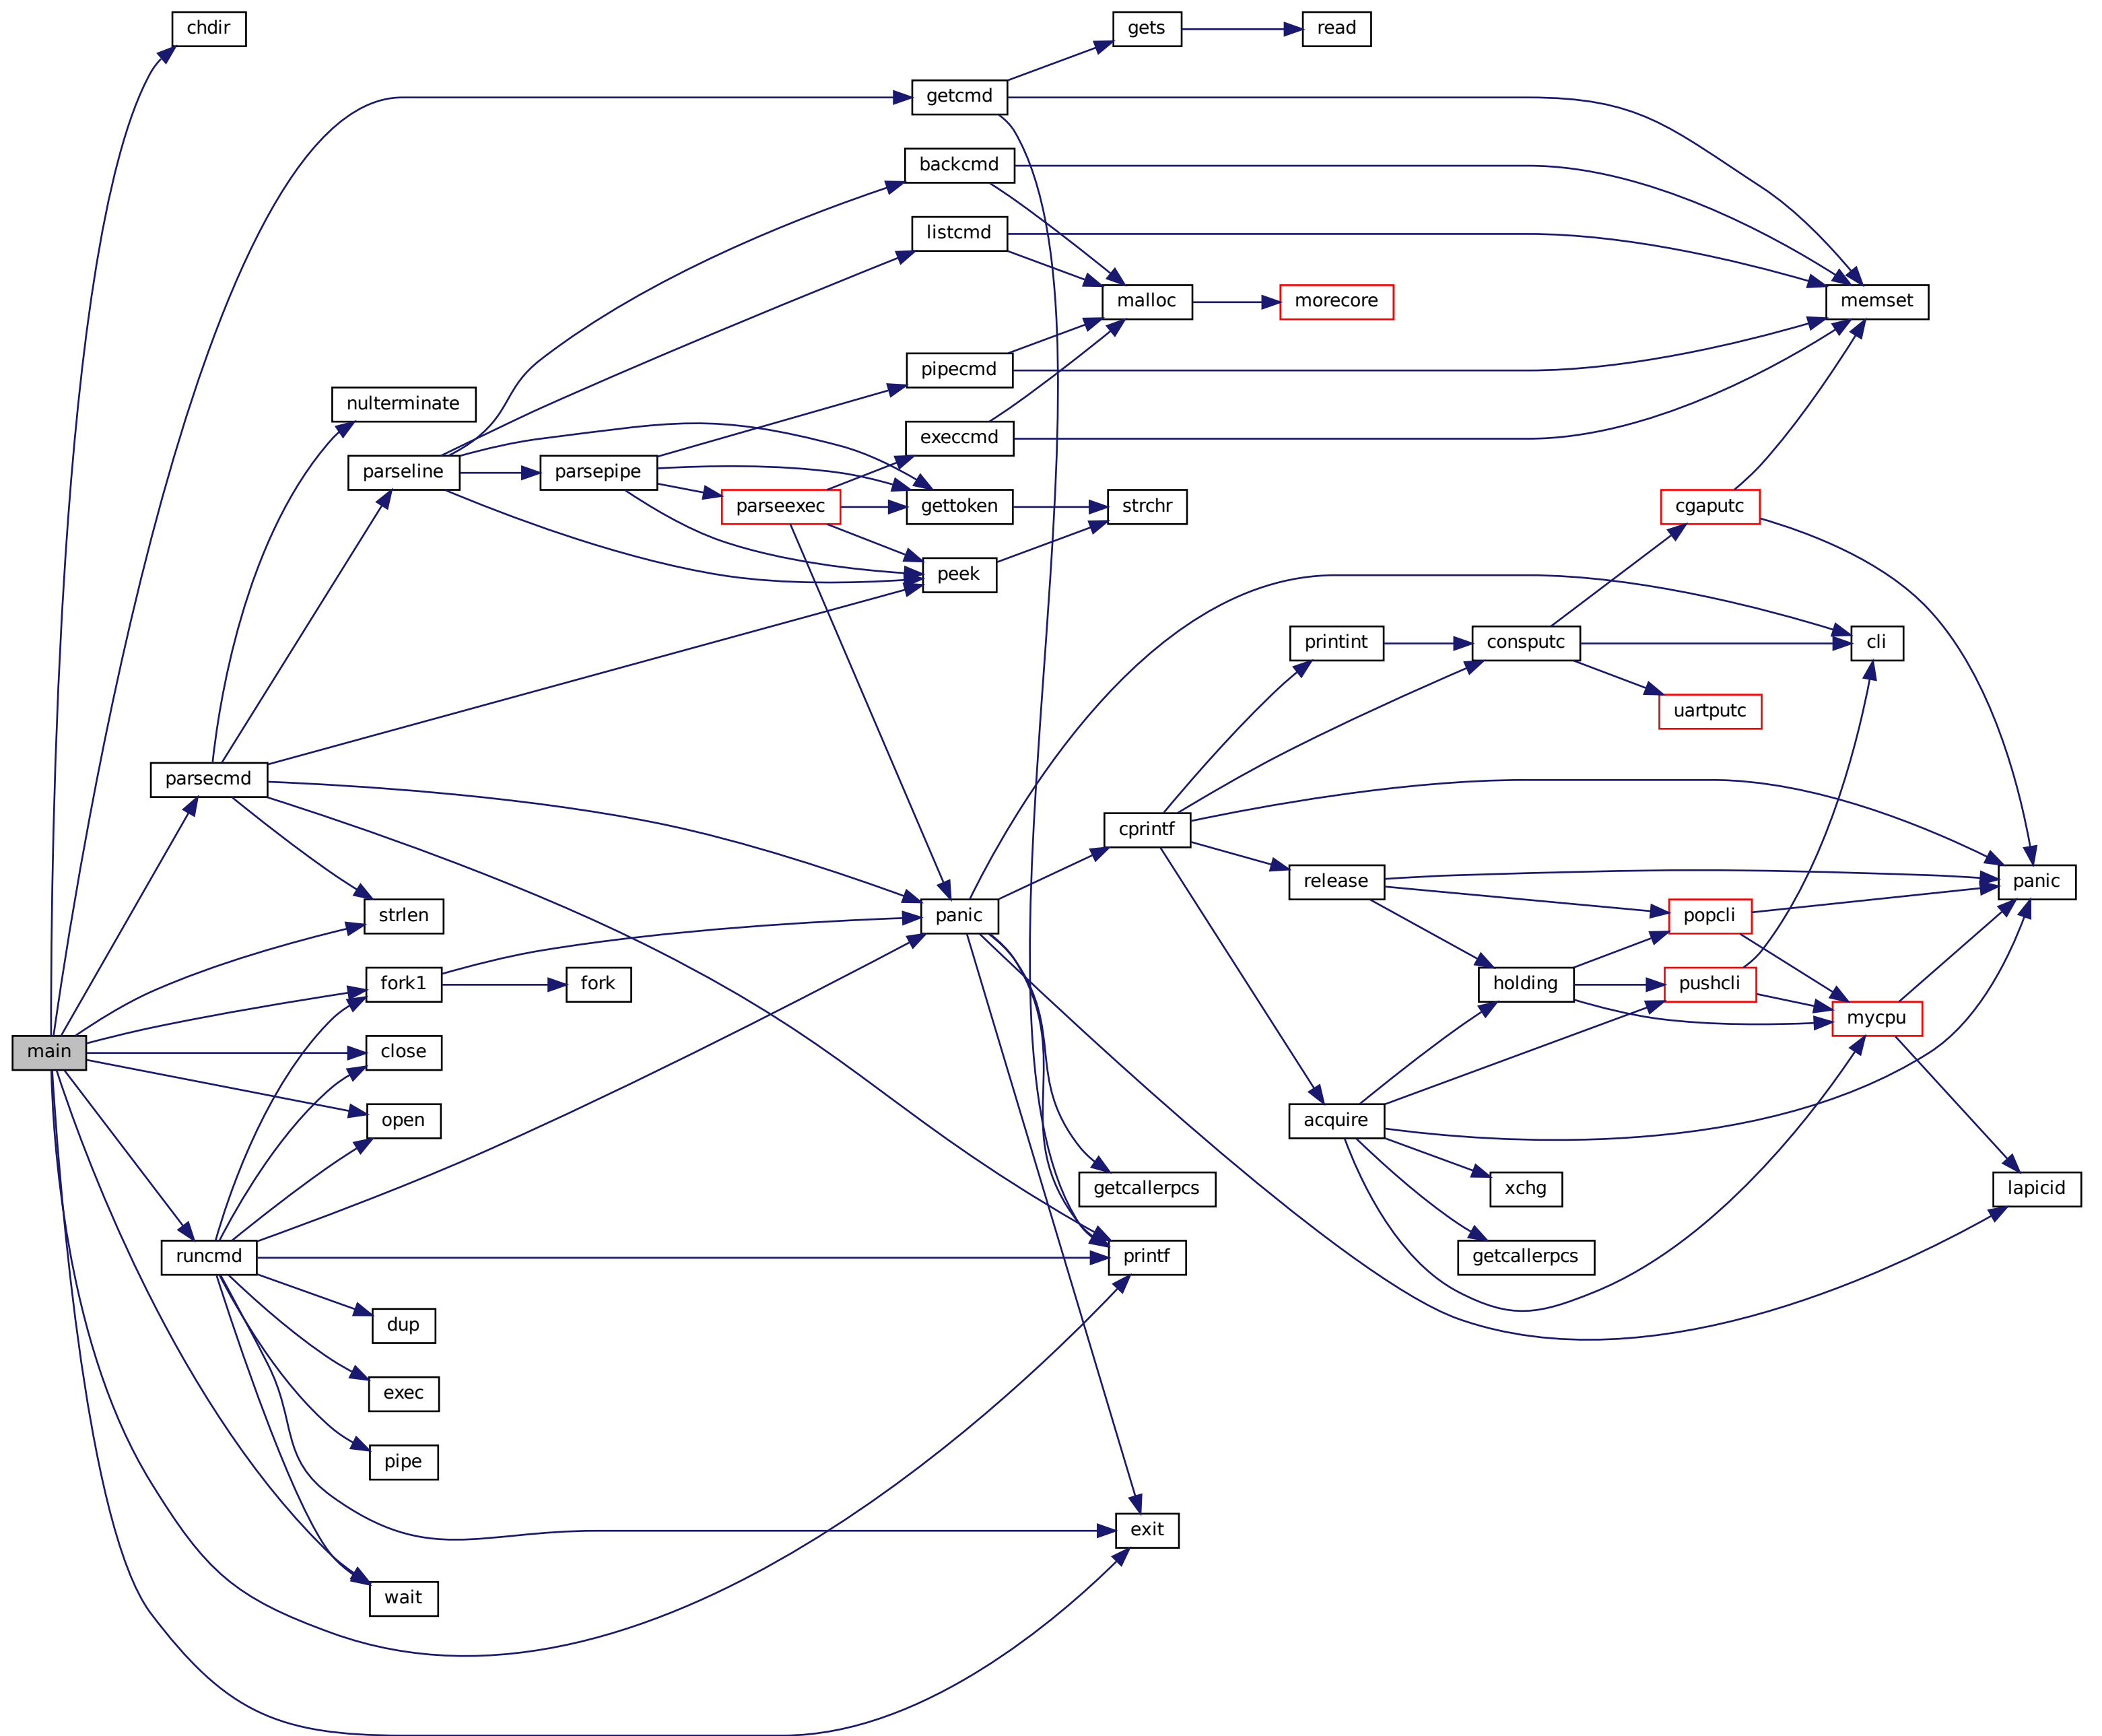 chdir
gets
read
getcmd
backcmd
listcmd
malloc
morecore
memset
pipecmd
nulterminate
execcmd
parseline
parsepipe
parseexec
gettoken
strchr
cgaputc
peek
printint
consputc
cli
uartputc
parsecmd
cprintf
release
panic
strlen
panic
popcli
fork1
fork
holding
pushcli
mycpu
main
close
open
acquire
getcallerpcs
xchg
lapicid
runcmd
printf
getcallerpcs
dup
exec
pipe
exit
wait